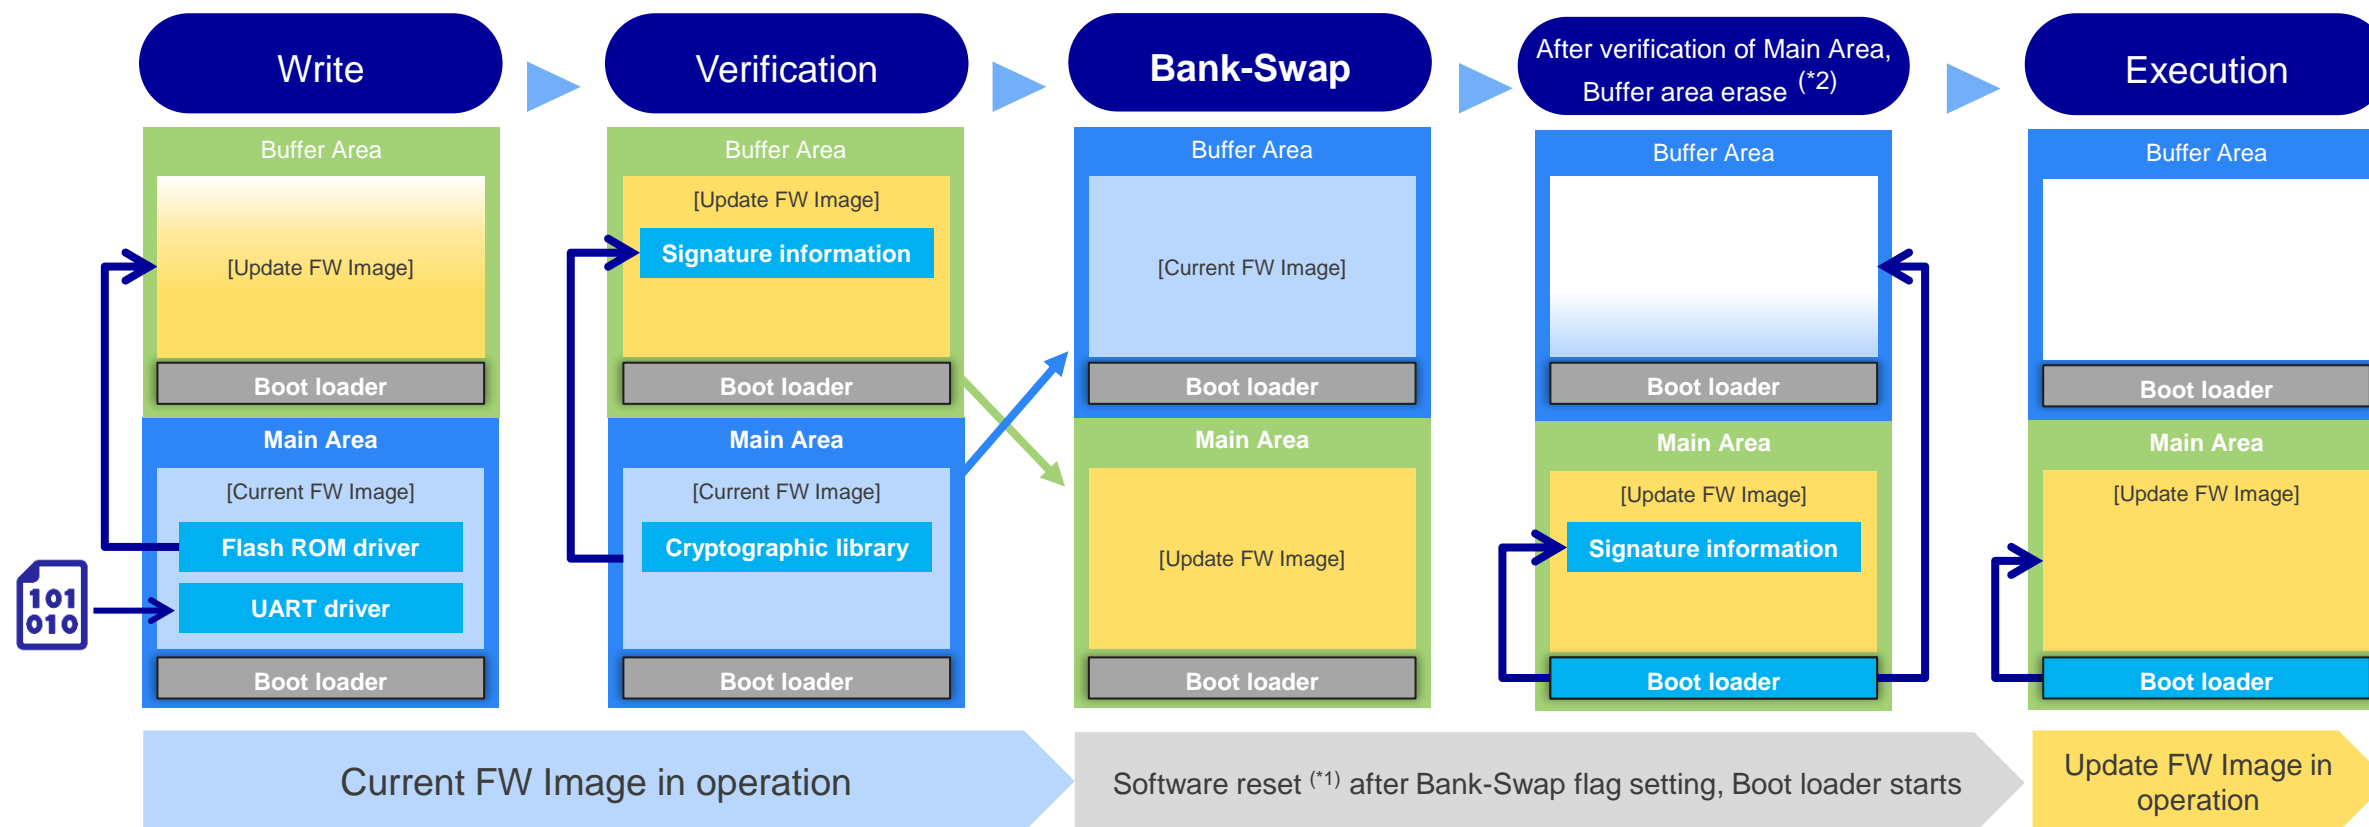 Write
Verification
Bank-Swap
After verification of Main Area,
Buffer area erase (*2)
Execution
Buffer Area
[Update FW Image]
Boot loader
Main Area
[Current FW Image]
Flash ROM driver
UART driver
Boot loader
101
010
Buffer Area
[Update FW Image]
Signature information
Boot loader
Main Area
[Current FW Image]
Cryptographic library
Boot loader
Buffer Area
[Current FW Image]
Boot loader
Main Area
[Update FW Image]
Boot loader
Buffer Area
Boot loader
Main Area
[Update FW Image]
Signature information
Boot loader
Buffer Area
Boot loader
Main Area
[Update FW Image]
Boot loader
Current FW Image in operation
Software reset (*1) after Bank-Swap flag setting, Boot loader starts
Update FW Image in
operation